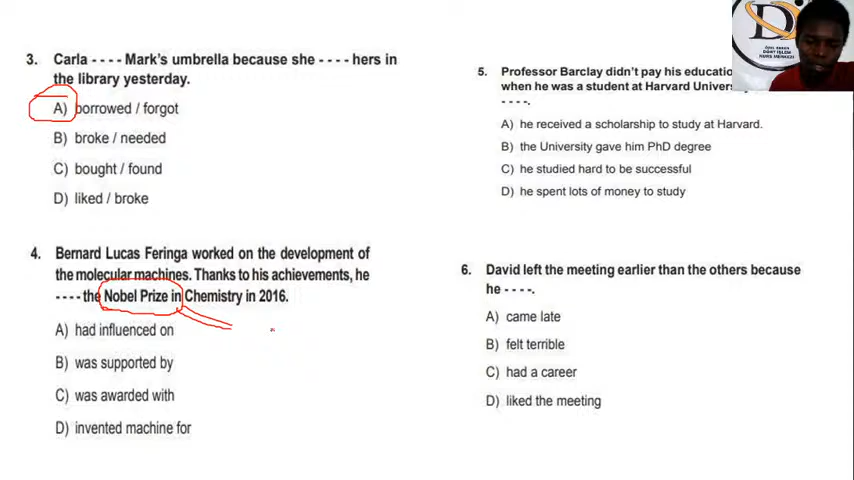 3. Carla - - - - Mark's umbrella because she - - - - hers in
the library yesterday.
A) borrowed / forgot
B) broke / needed
C) bought / found
D) liked / broke
4. Bernard Lucas Feringa worked on the development of
the molecular machines. Thanks to his achievements, he
- - - - the Nobel Prize in Chemistry in 2016.
A) had influenced on
B) was supported by
C) was awarded with
D) invented machine for
5. Professor Barclay didn't pay his
when he was a student at Harvard
- - - -.
A) he received a scholarship to study at Harvard.
B) the University gave him PhD degree
C) he studied hard to be successful
D) he spent lots of money to study
6. David left the meeting earlier than the others because
he - - - -.
A) came late
B) felt terrible
C) had a career
D) liked the meeting